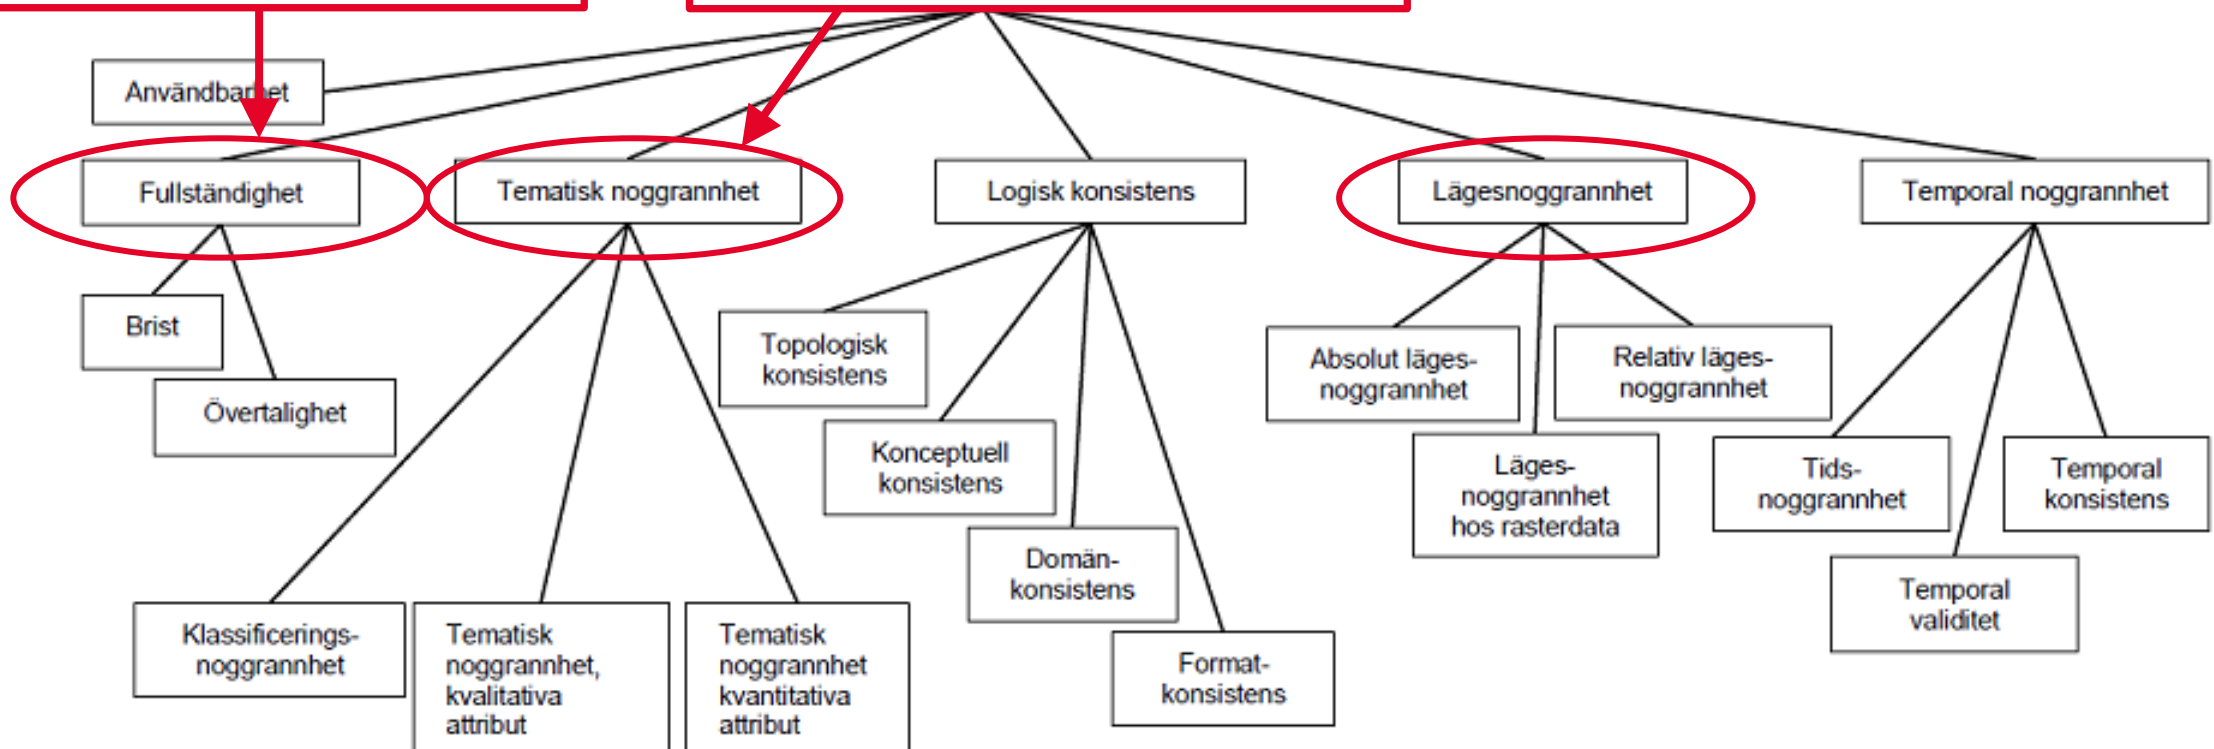 Användbarhet
Fullständighet
Tematisk noggrannhet
Logisk konsistens
Lägesnoggrannhet
Temporal noggrannhet
Brist
Övertalighet
Klassificerings-
noggrannhet
Tematisk
noggrannhet,
kvalitativa
attribut
Tematisk
noggrannhet
kvantitativa
attribut
Topologisk
konsistens
Konceptuell
konsistens
Domän-
konsistens
Format-
konsistens
Absolut läges-
noggrannhet
Läges-
noggrannhet
hos rasterdata
Relativ läges-
noggrannhet
Tids-
noggrannhet
Temporal
validitet
Temporal
konsistens